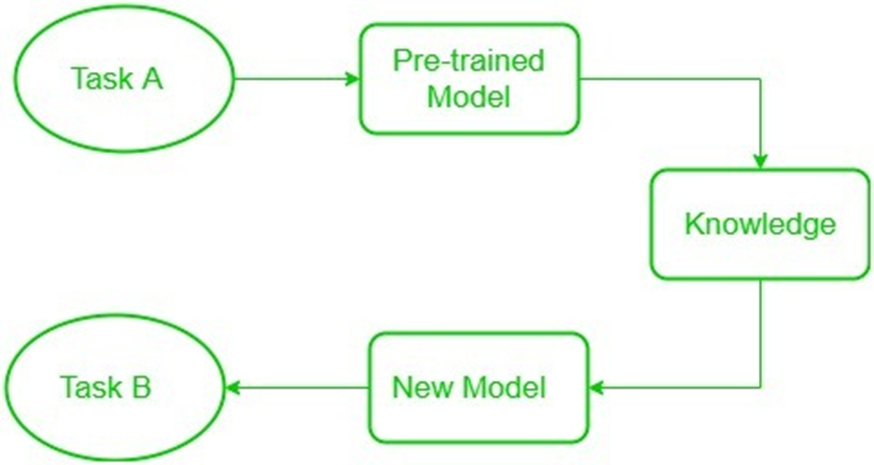 Task A
Pre-trained
Model
Knowledge
New Model
Task B